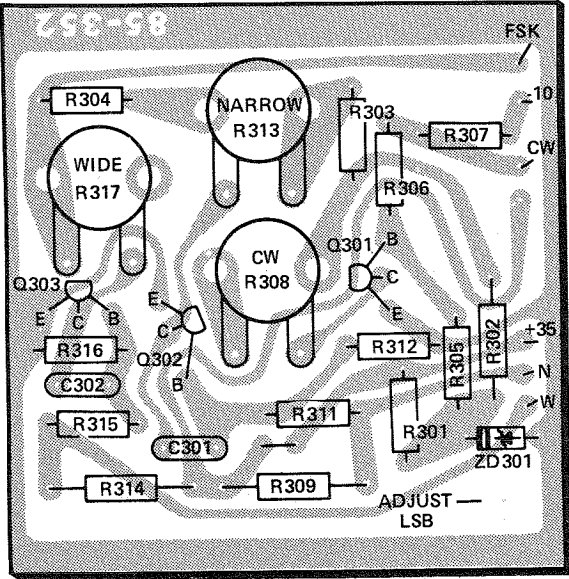 85-352
FSK
-10
R304
NARROW
R313
R303
R307
CW
WIDE
R317
R306
Q301
B
C
E
CW
R308
Q303
E
C
B
E
C
Q302
B
+35
R316
R312
R305
R302
N
C302
W
R315
R311
R301
C301
ZD301
R314
R309
ADJUST
LSB